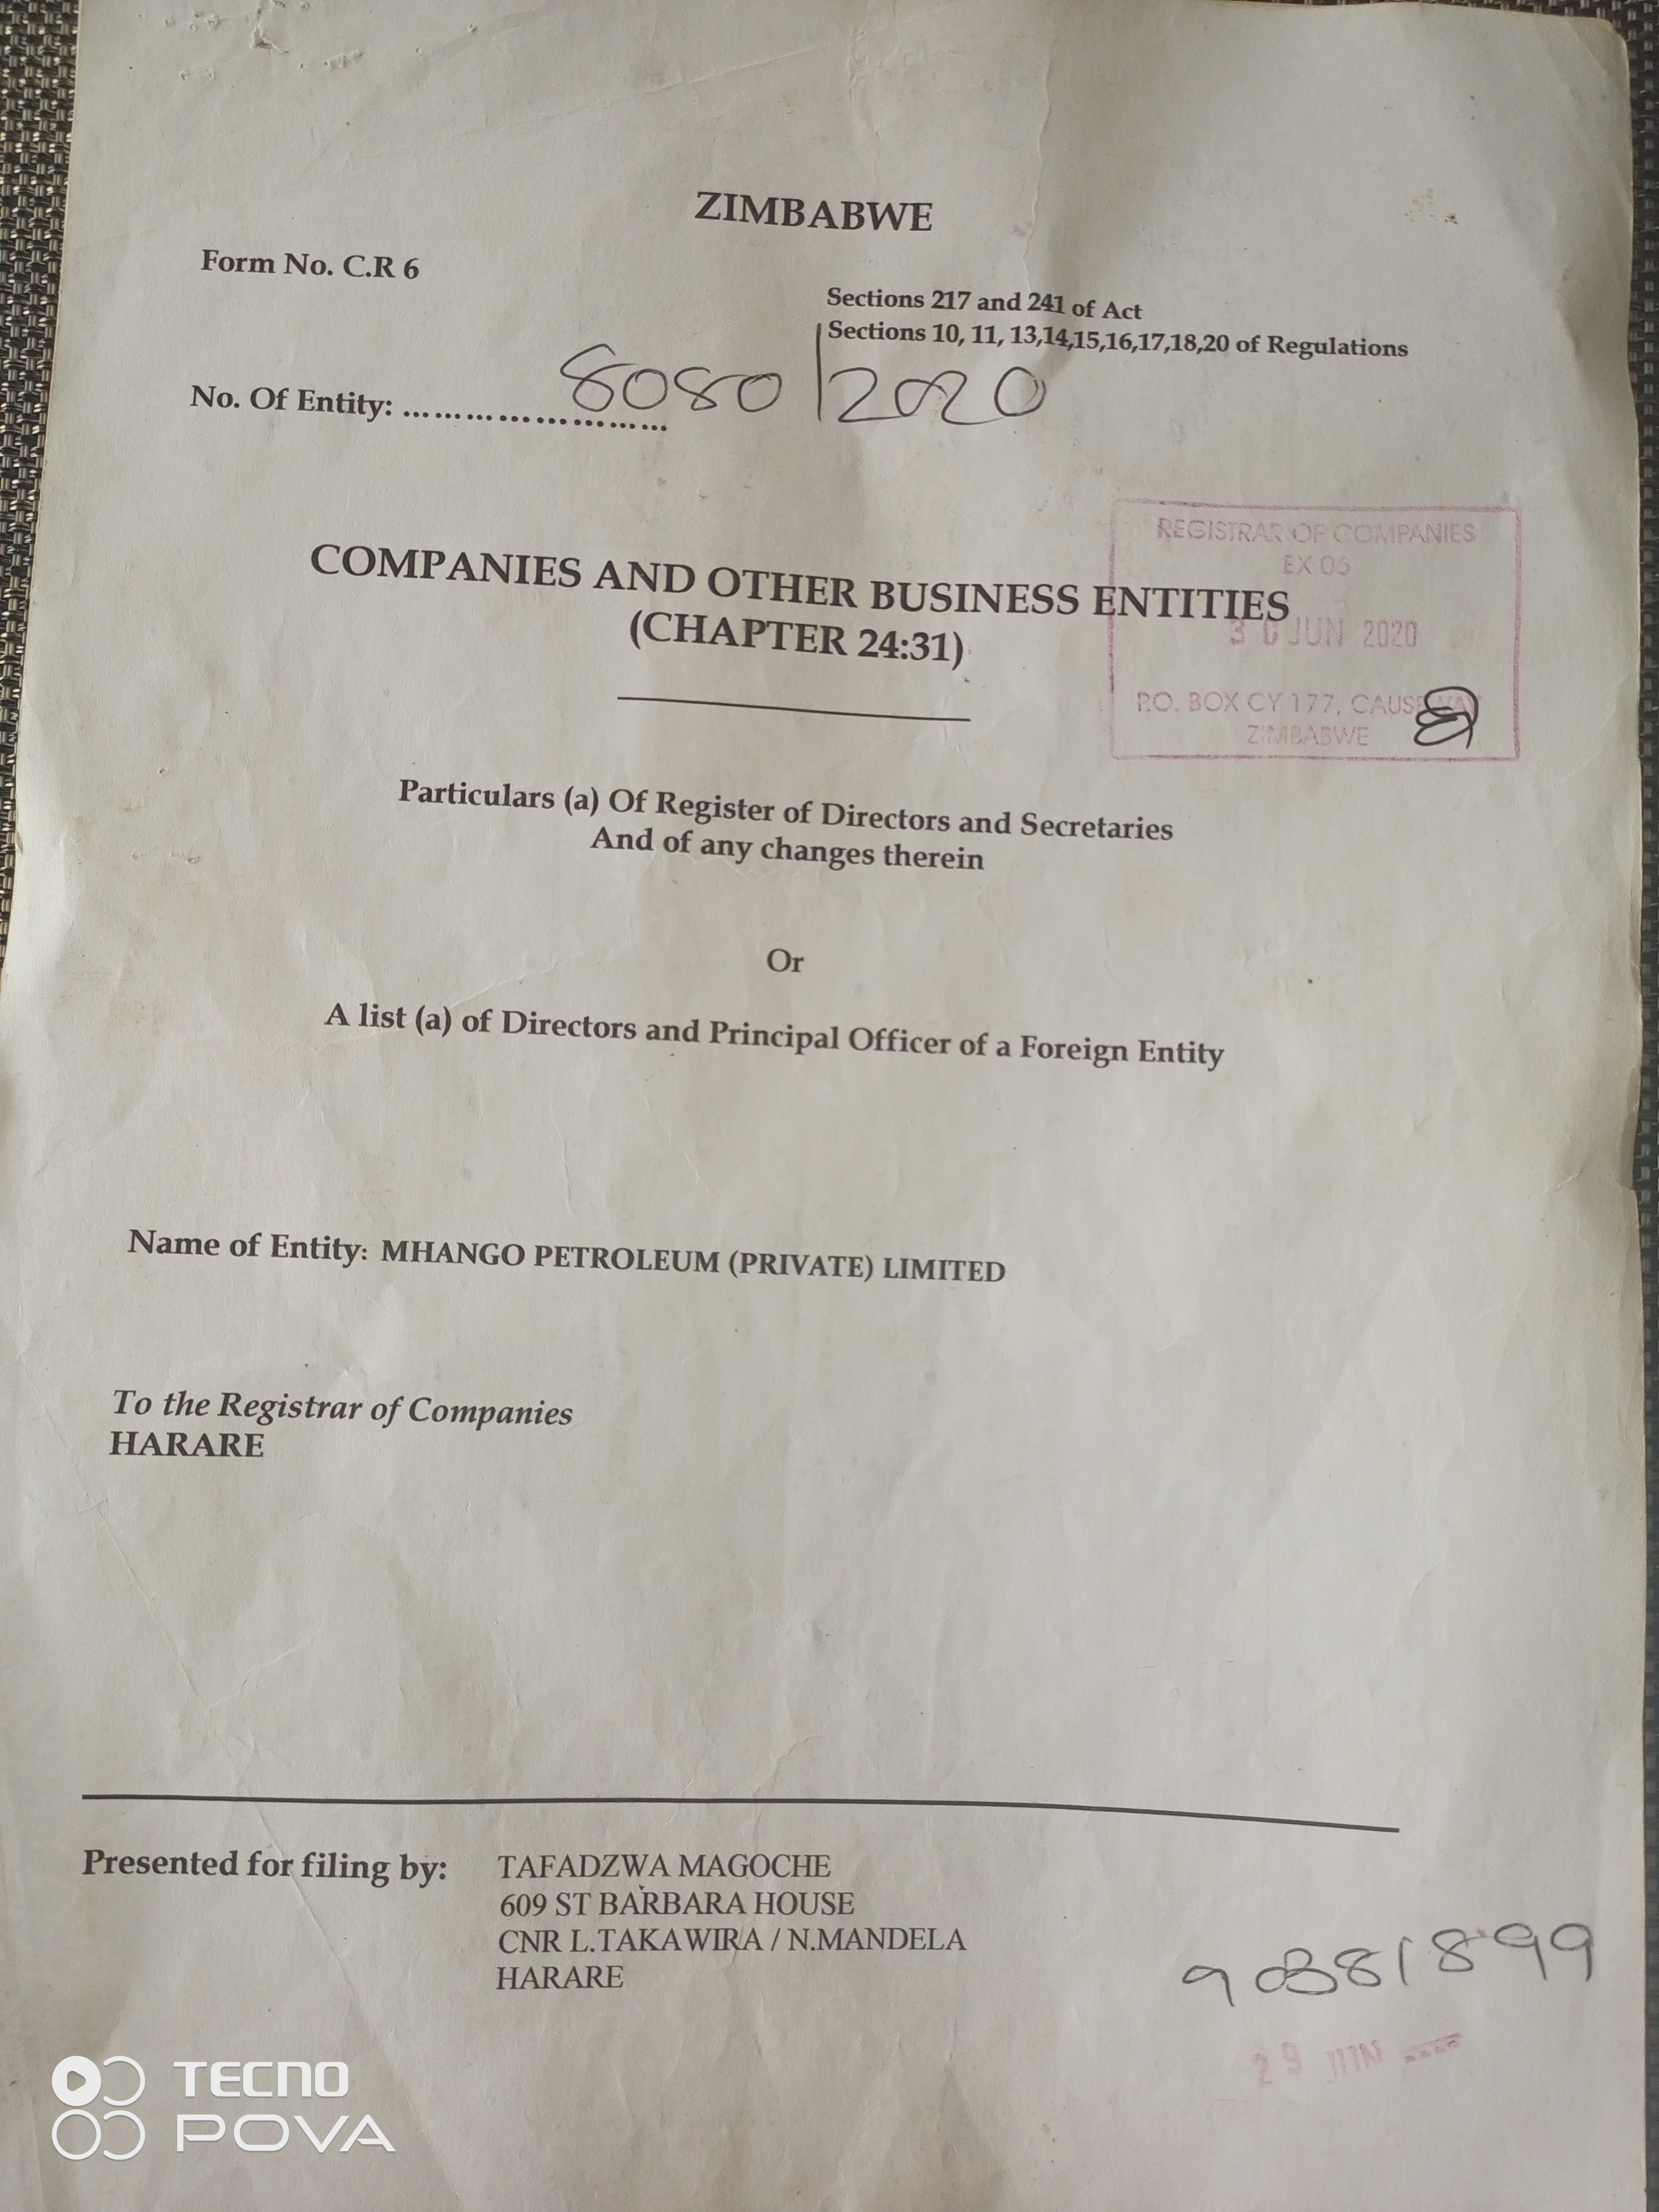 ZIMBABWE
Form No. C.R 6
Sections 217 and 241 of Act
Sections 10, 11, 13,14,15,16,17,18,20 of Regulations
No. Of Entity: ........................... 8080/2020
REGISTRAR OF COMPANIES
EX 05
30 JUN 2020
P.O. BOX CY 177, CAUSEWAY
ZIMBABWE
COMPANIES AND OTHER BUSINESS ENTITIES
(CHAPTER 24:31)
Particulars (a) Of Register of Directors and Secretaries
And of any changes therein
Or
A list (a) of Directors and Principal Officer of a Foreign Entity
Name of Entity: MHANGO PETROLEUM (PRIVATE) LIMITED
To the Registrar of Companies
HARARE
Presented for filing by: TAFADZWA MAGOCHE
609 ST BARBARA HOUSE
CNR L.TAKAWIRA / N.MANDELA
HARARE
90881899
29 JUN
TECNO
POVA